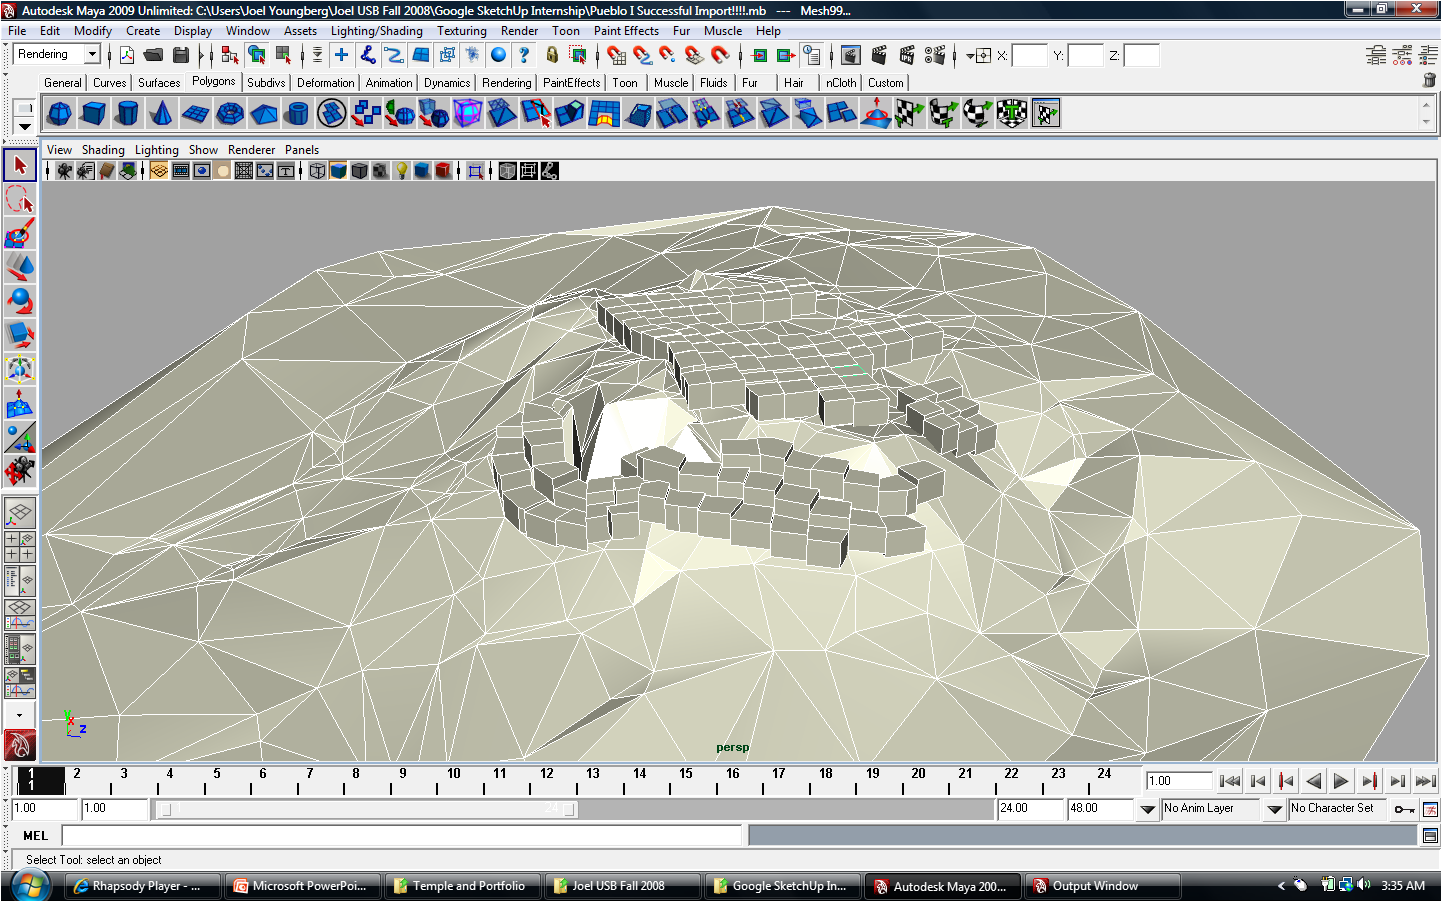 Autodesk Maya 2009 Unlimited: C:\Users\Joel Youngberg\Joel USB Fall 2008\Google SketchUp Internship\Pueblo I Successful Import!!!!.mb --- Mesh99...
File Edit Modify Create Display Window Assets Lighting/Shading Texturing Render Toon Paint Effects Fur Muscle Help
Rendering X: Y: Z:
General Curves Surfaces Polygons Subdivs Deformation Animation Dynamics Rendering PaintEffects Toon Muscle Fluids Fur Hair nCloth Custom
View Shading Lighting Show Renderer Panels
Y X Z
persp
1 2 3 4 5 6 7 8 9 10 11 12 13 14 15 16 17 18 19 20 21 22 23 24
1 1.00
1.00 1.00 1 24 24.00 48.00 No Anim Layer No Character Set
MEL
Select Tool: select an object
Rhapsody Player - ... Microsoft PowerPoi... Temple and Portfolio Joel USB Fall 2008 Google SketchUp In... Autodesk Maya 200... Output Window 3:35 AM